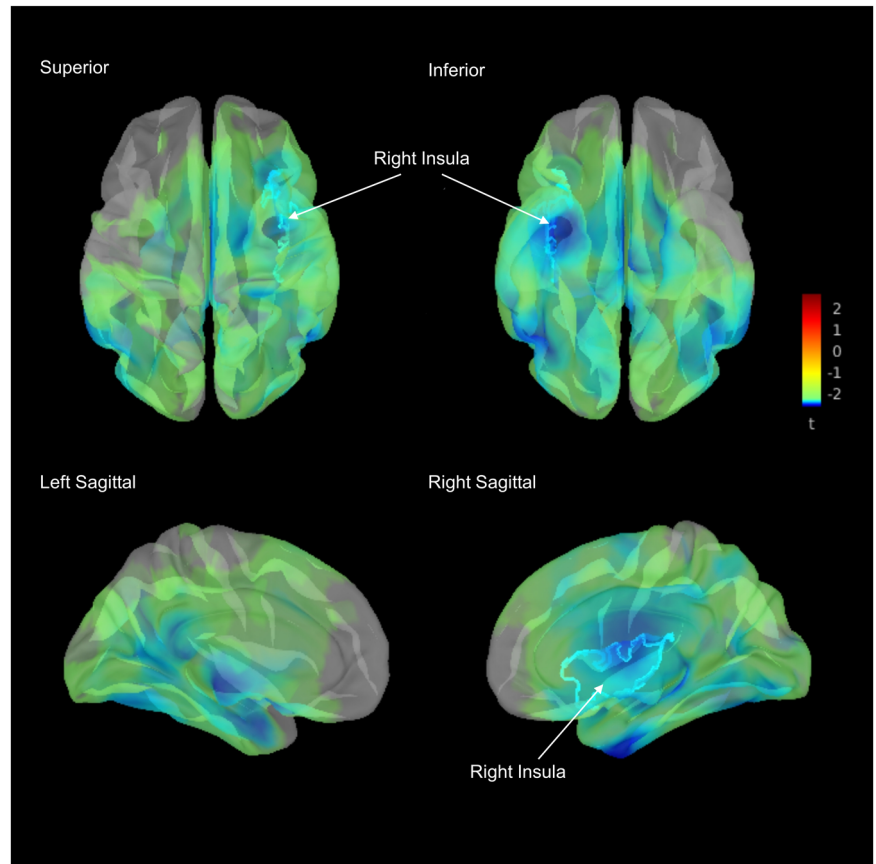 Superior
Inferior
Right Insula
2
1
0
-1
-2
t
Left Sagittal
Right Sagittal
Right Insula